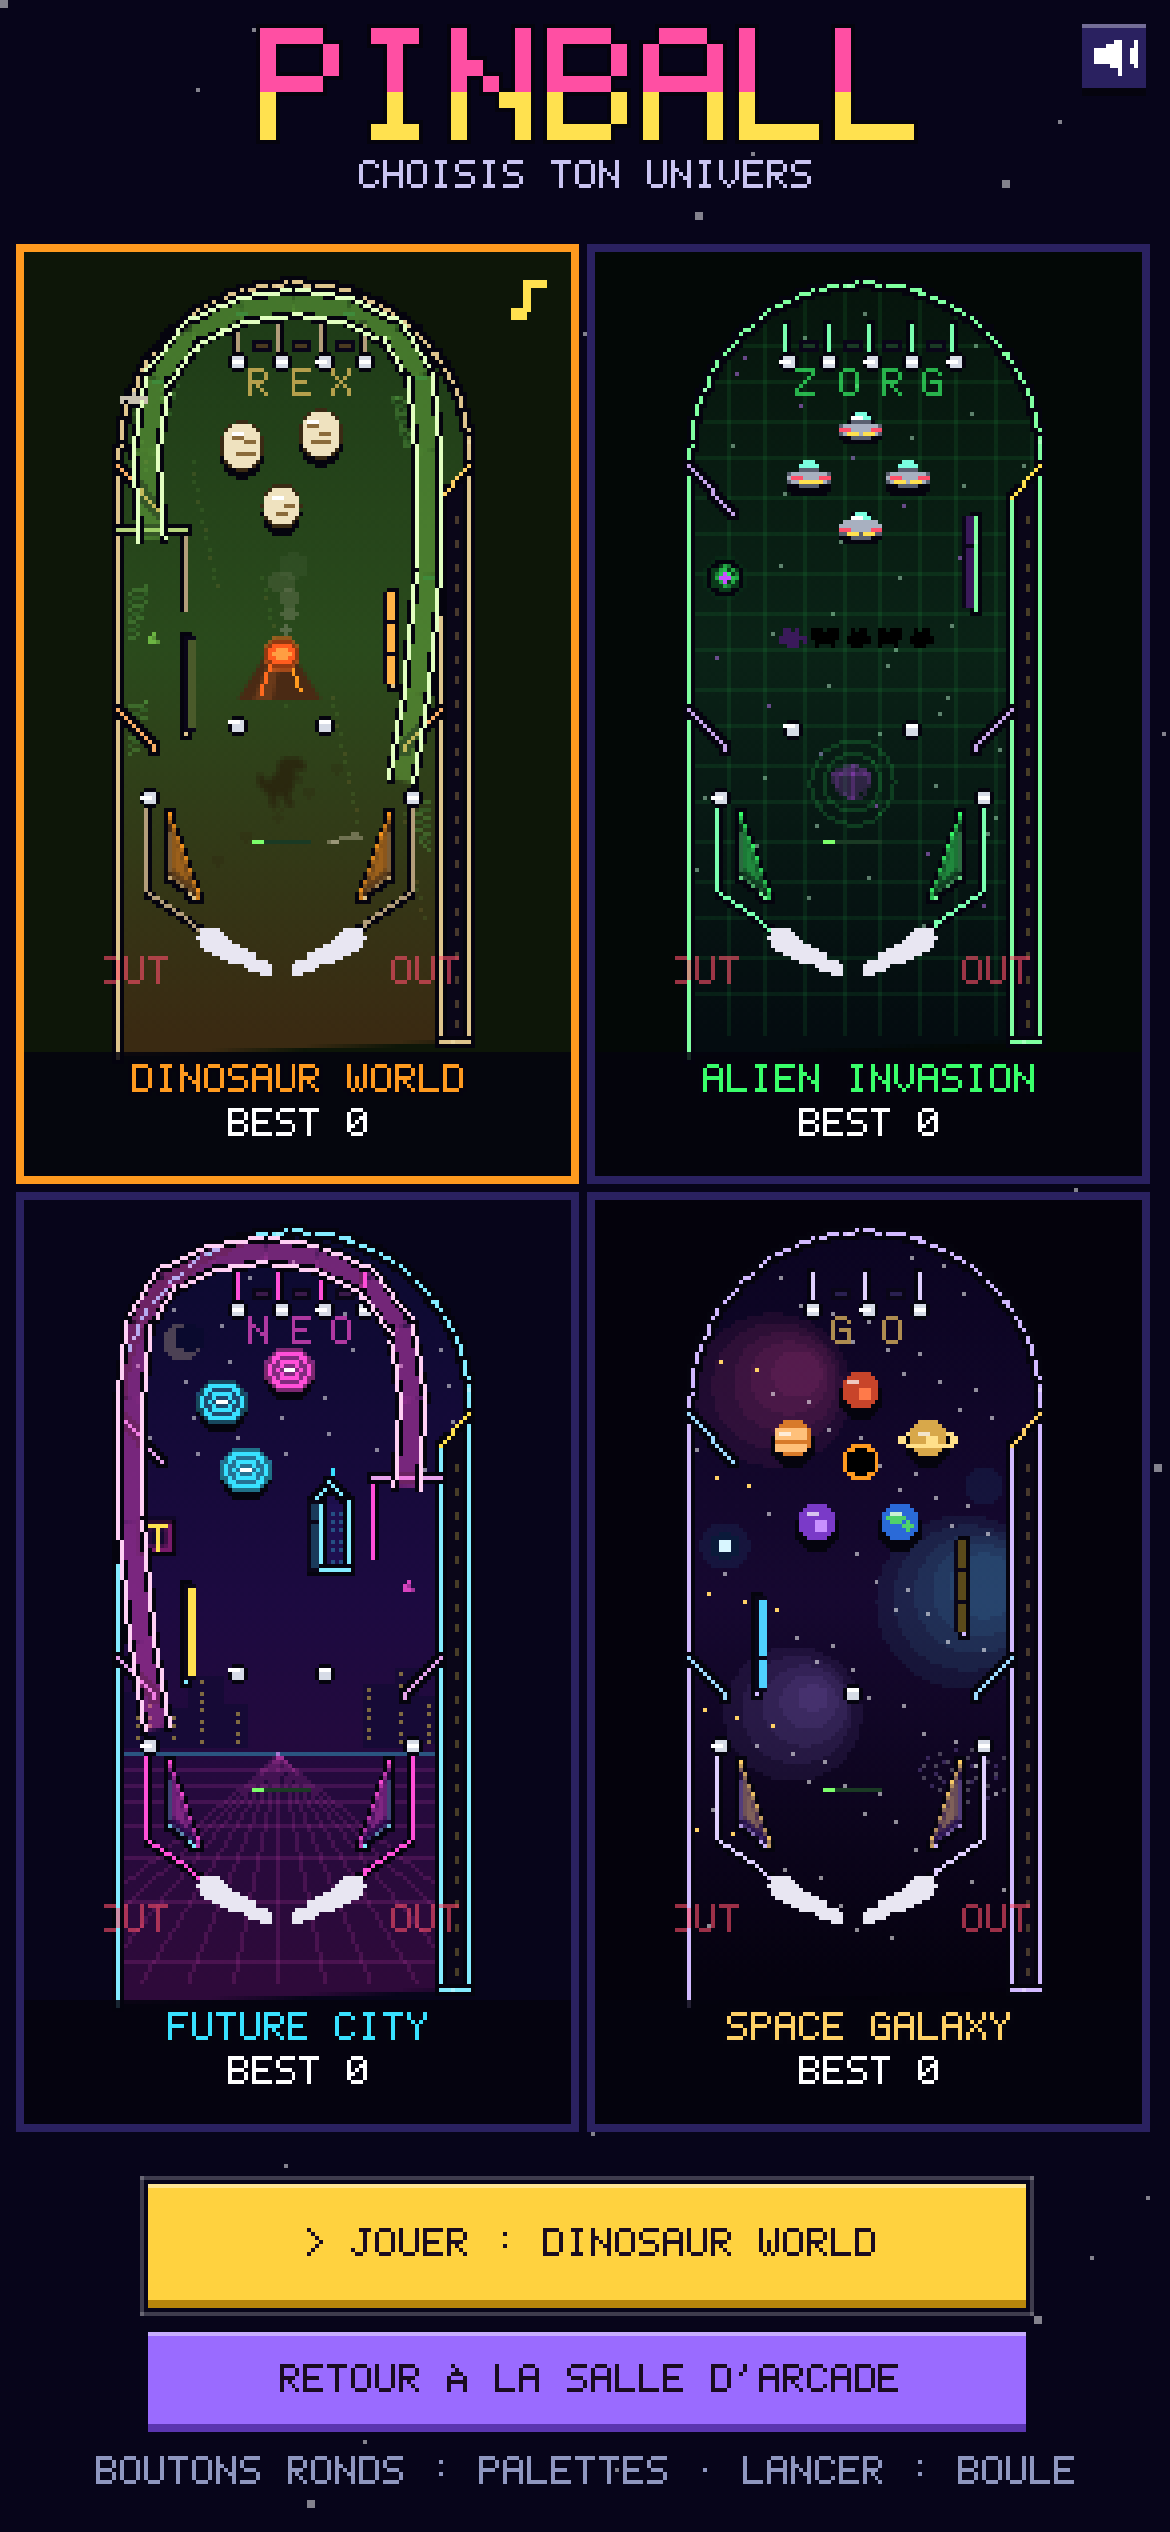 PINBALL
CHOISIS TON UNIVERS
REX
ZORG
OUT OUT
OUT OUT
DINOSAUR WORLD
BEST 0
ALIEN INVASION
BEST 0
NEO
GO
T
OUT OUT
OUT OUT
FUTURE CITY
BEST 0
SPACE GALAXY
BEST 0
> JOUER : DINOSAUR WORLD
RETOUR À LA SALLE D'ARCADE
BOUTONS RONDS : PALETTES · LANCER : BOULE